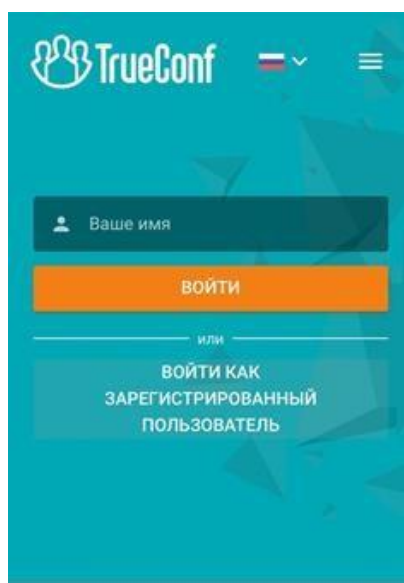 TrueConf
Ваше имя
ВОЙТИ
или
ВОЙТИ КАК
ЗАРЕГИСТРИРОВАННЫЙ
ПОЛЬЗОВАТЕЛЬ